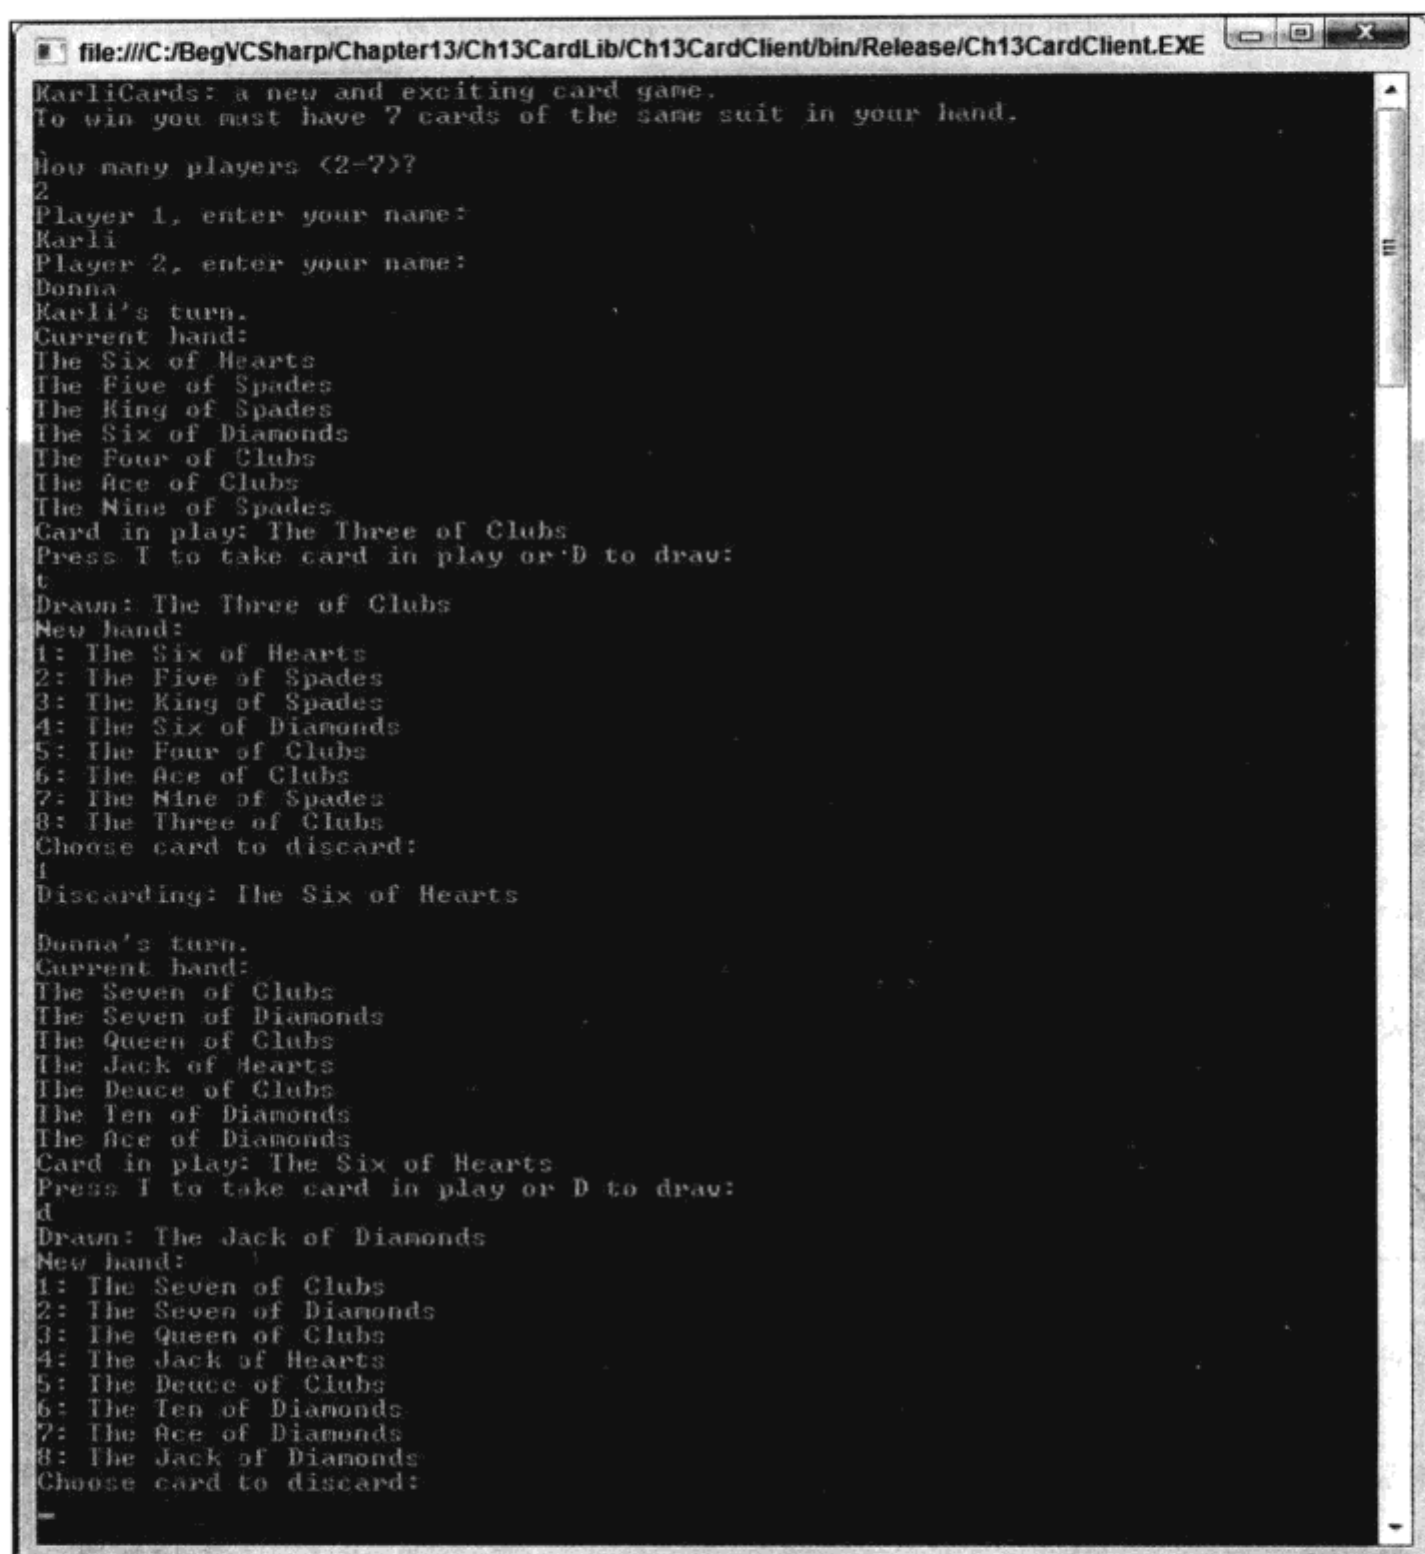 file:///C:/BegVCSharp/Chapter13/Ch13CardLib/Ch13CardClient/bin/Release/Ch13CardClient.EXE
KarliCards: a new and exciting card game.
To win you must have 7 cards of the same suit in your hand.
How many players (2-7)?
2
Player 1, enter your name:
Karli
Player 2, enter your name:
Donna
Karli's turn.
Current hand:
The Six of Hearts
The Five of Spades
The King of Spades
The Six of Diamonds
The Four of Clubs
The Ace of Clubs
The Nine of Spades
Card in play: The Three of Clubs
Press T to take card in play or D to draw:
t
Drawn: The Three of Clubs
New hand:
1: The Six of Hearts
2: The Five of Spades
3: The King of Spades
4: The Six of Diamonds
5: The Four of Clubs
6: The Ace of Clubs
7: The Nine of Spades
8: The Three of Clubs
Choose card to discard:
1
Discarding: The Six of Hearts
Donna's turn.
Current hand:
The Seven of Clubs
The Seven of Diamonds
The Queen of Clubs
The Jack of Hearts
The Deuce of Clubs
The Ten of Diamonds
The Ace of Diamonds
Card in play: The Six of Hearts
Press T to take card in play or D to draw:
d
Drawn: The Jack of Diamonds
New hand:
1: The Seven of Clubs
2: The Seven of Diamonds
3: The Queen of Clubs
4: The Jack of Hearts
5: The Deuce of Clubs
6: The Ten of Diamonds
7: The Ace of Diamonds
8: The Jack of Diamonds
Choose card to discard: